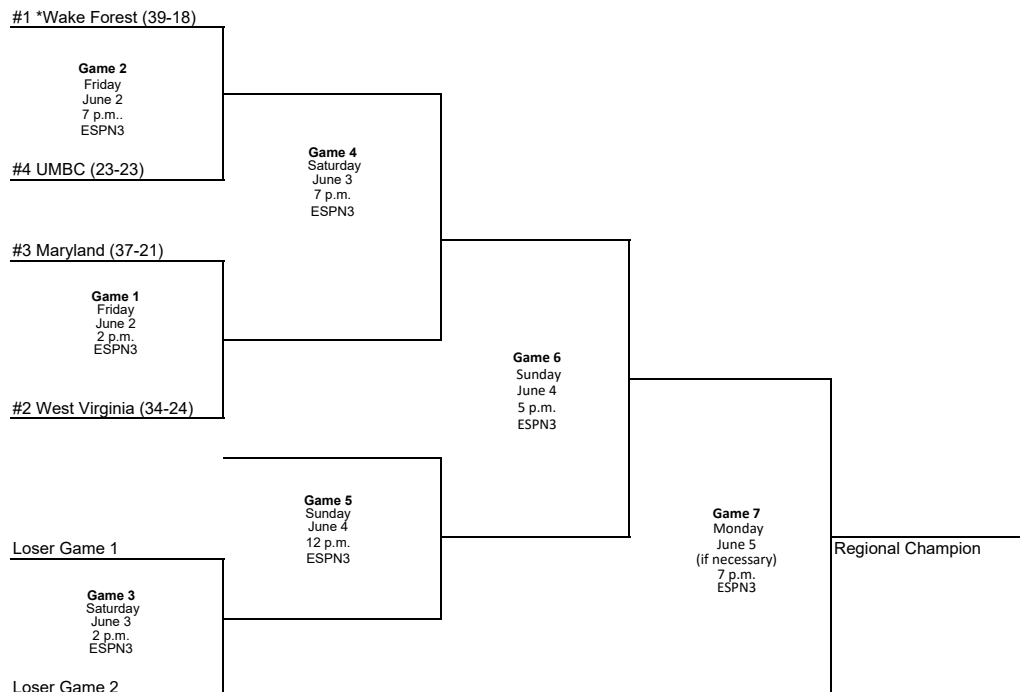 #1 *Wake Forest (39-18)
Game 2
Friday
June 2
7 p.m..
ESPN3
#4 UMBC (23-23)
#3 Maryland (37-21)
Game 1
Friday
June 2
2 p.m.
ESPN3
#2 West Virginia (34-24)
Game 4
Saturday
June 3
7 p.m.
ESPN3
Loser Game 1
Game 3
Saturday
June 3
2 p.m.
ESPN3
Loser Game 2
Game 5
Sunday
June 4
12 p.m.
ESPN3
Game 6
Sunday
June 4
5 p.m.
ESPN3
Game 7
Monday
June 5
(if necessary)
7 p.m.
ESPN3
Regional Champion